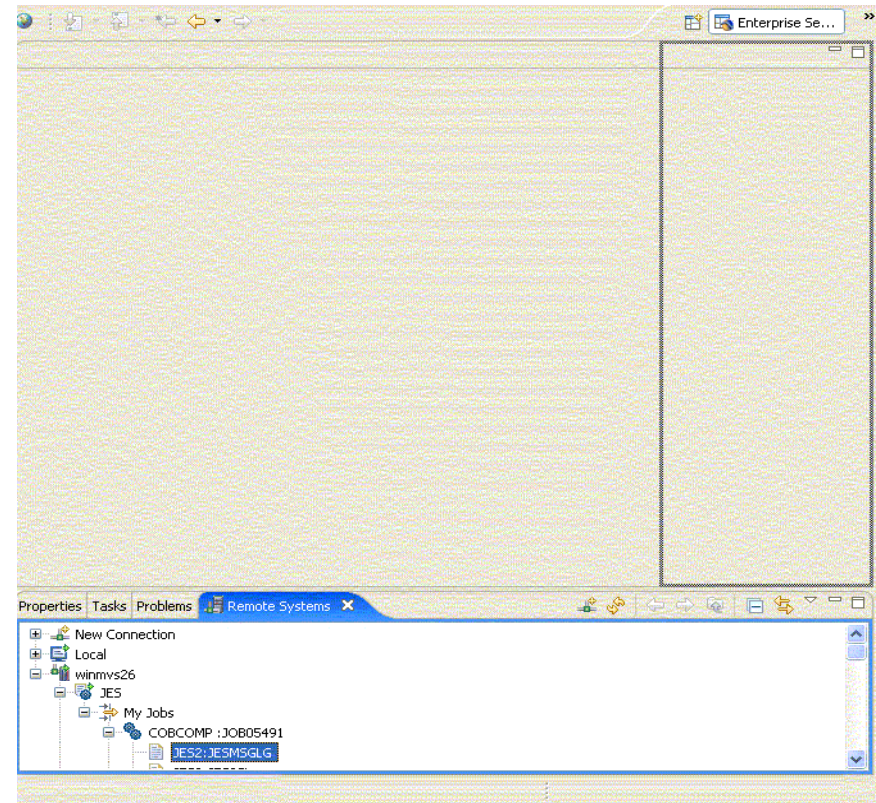 Enterprise Se... »
Properties Tasks Problems Remote Systems
New Connection
Local
winmvs26
JES
My Jobs
COBCOMP :JOB05491
JES2:JESMSGLG